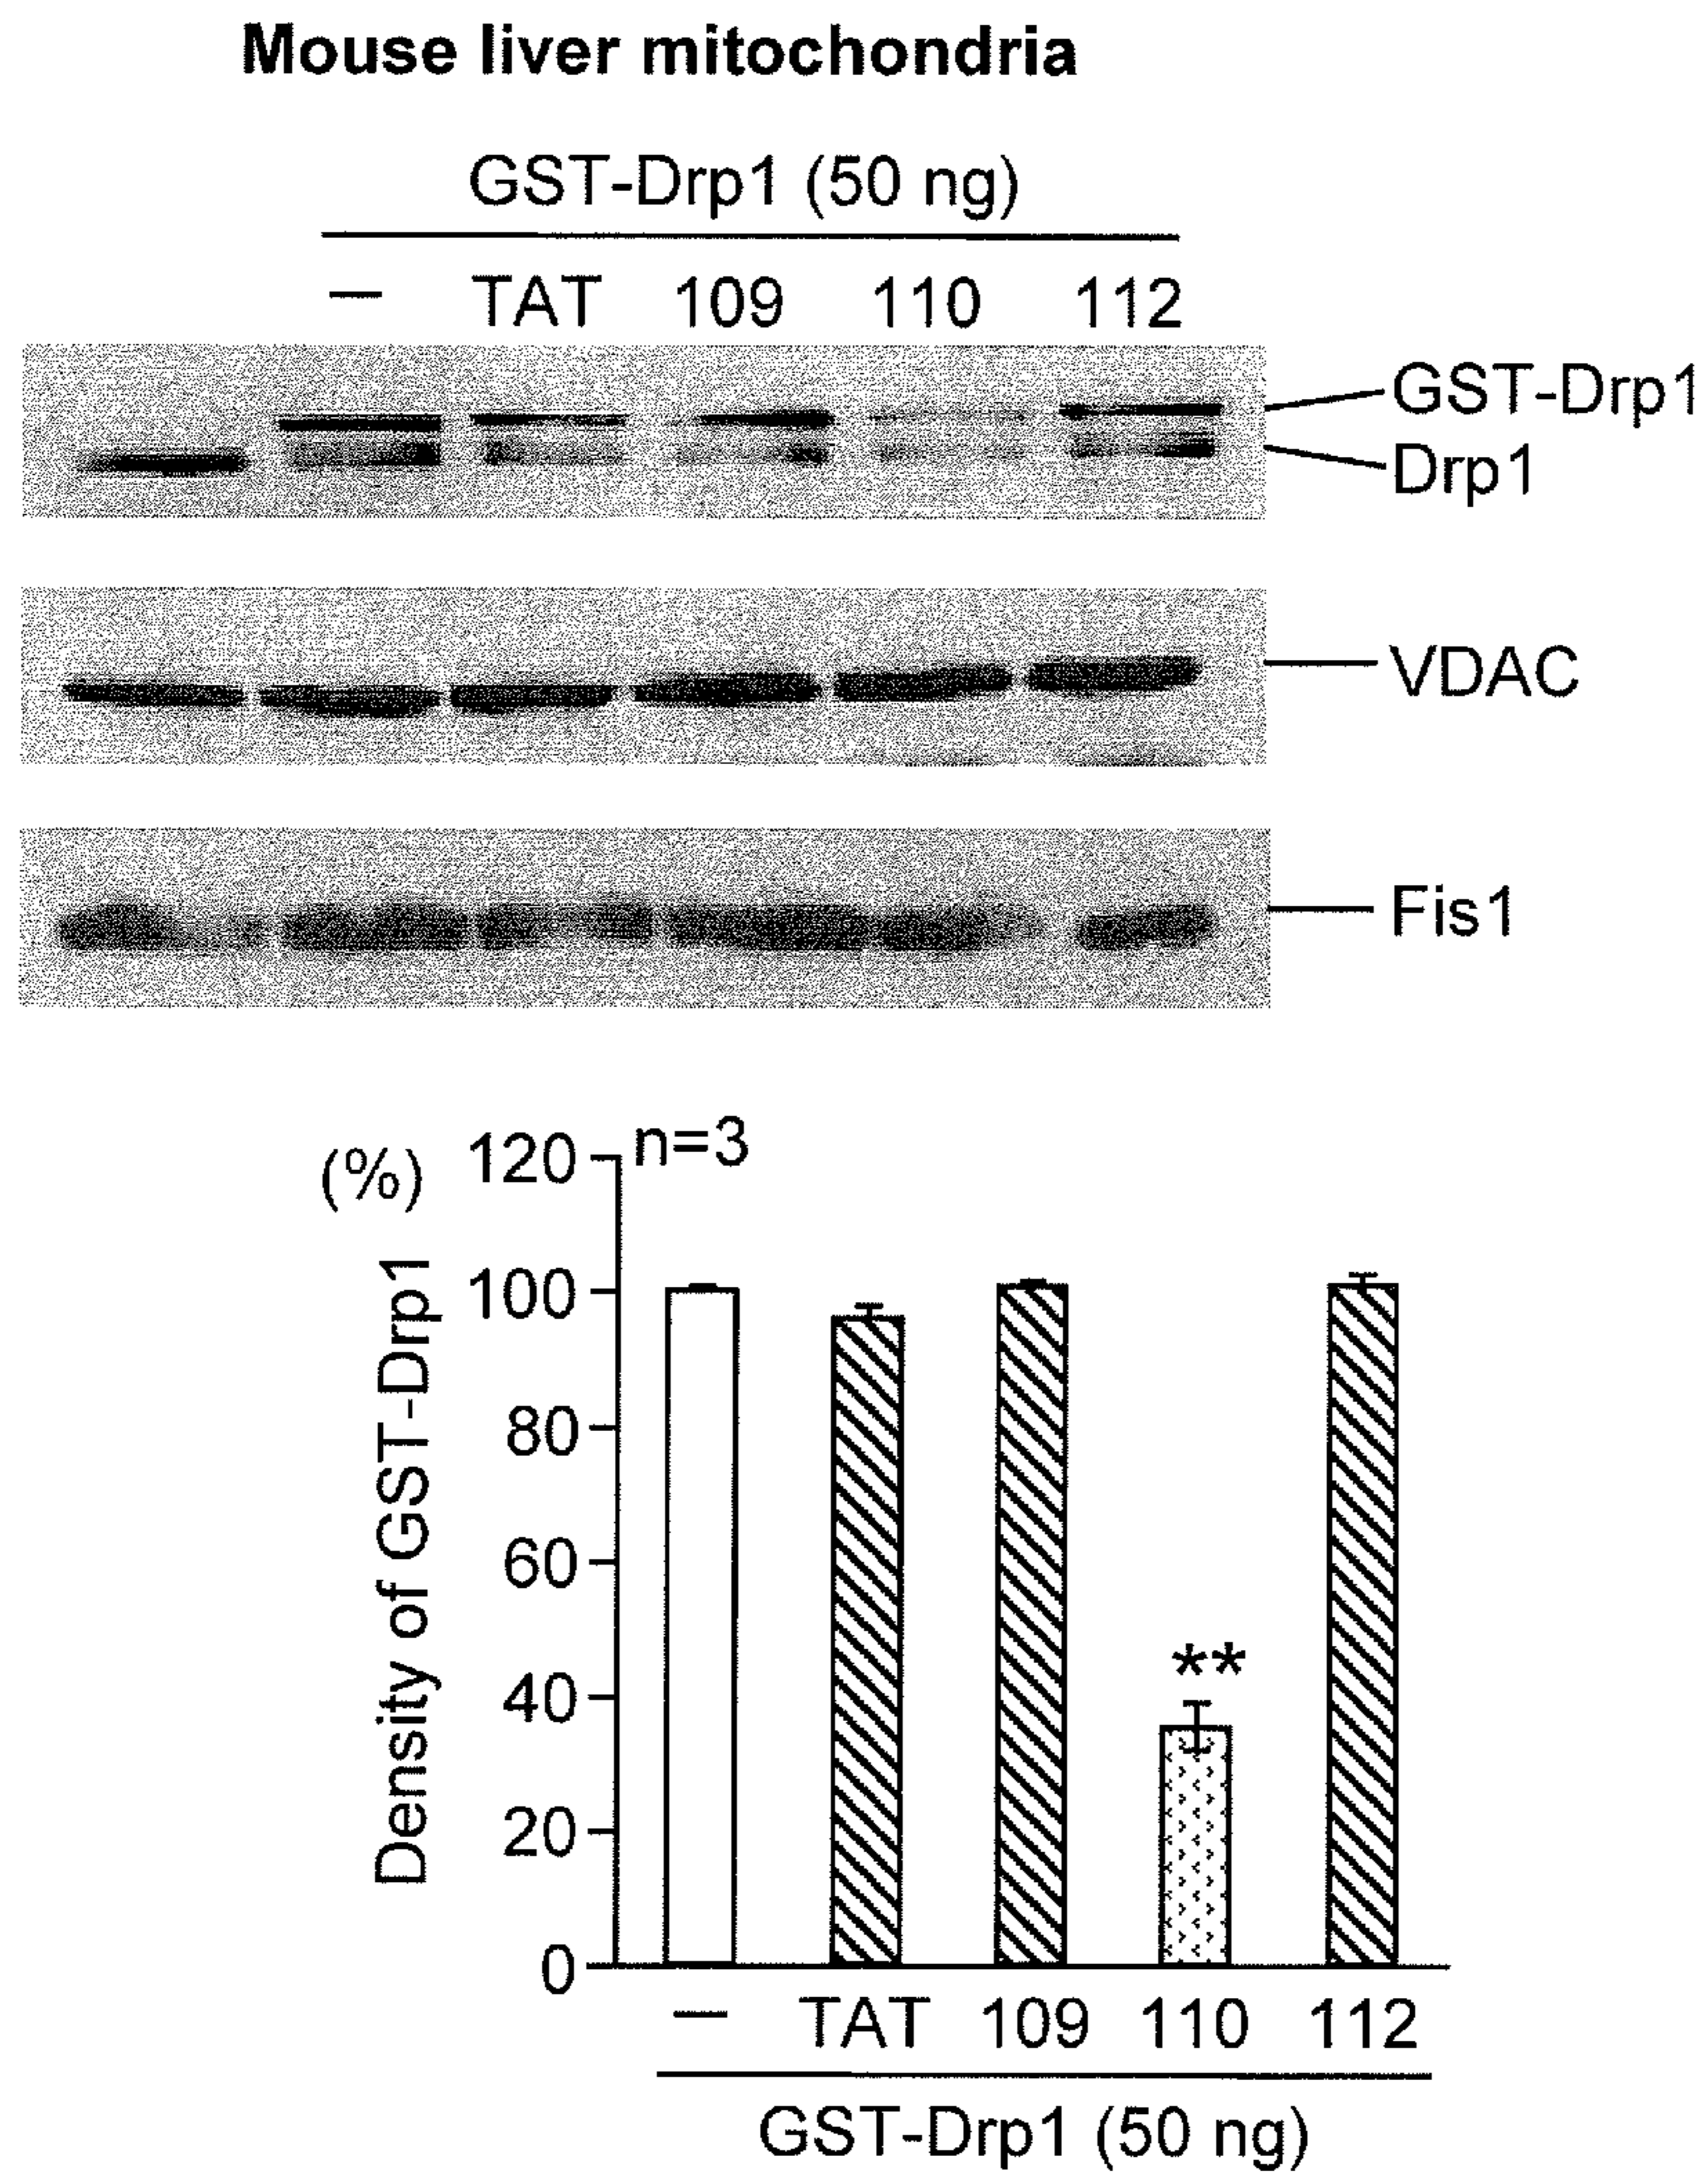 Mouse liver mitochondria
GST-Drp1 (50 ng)
– TAT 109 110 112
GST-Drp1
Drp1
VDAC
Fis1
(%)
n=3
120
100
80
60
40
20
0
Density of GST-Drp1
**
– TAT 109 110 112
GST-Drp1 (50 ng)